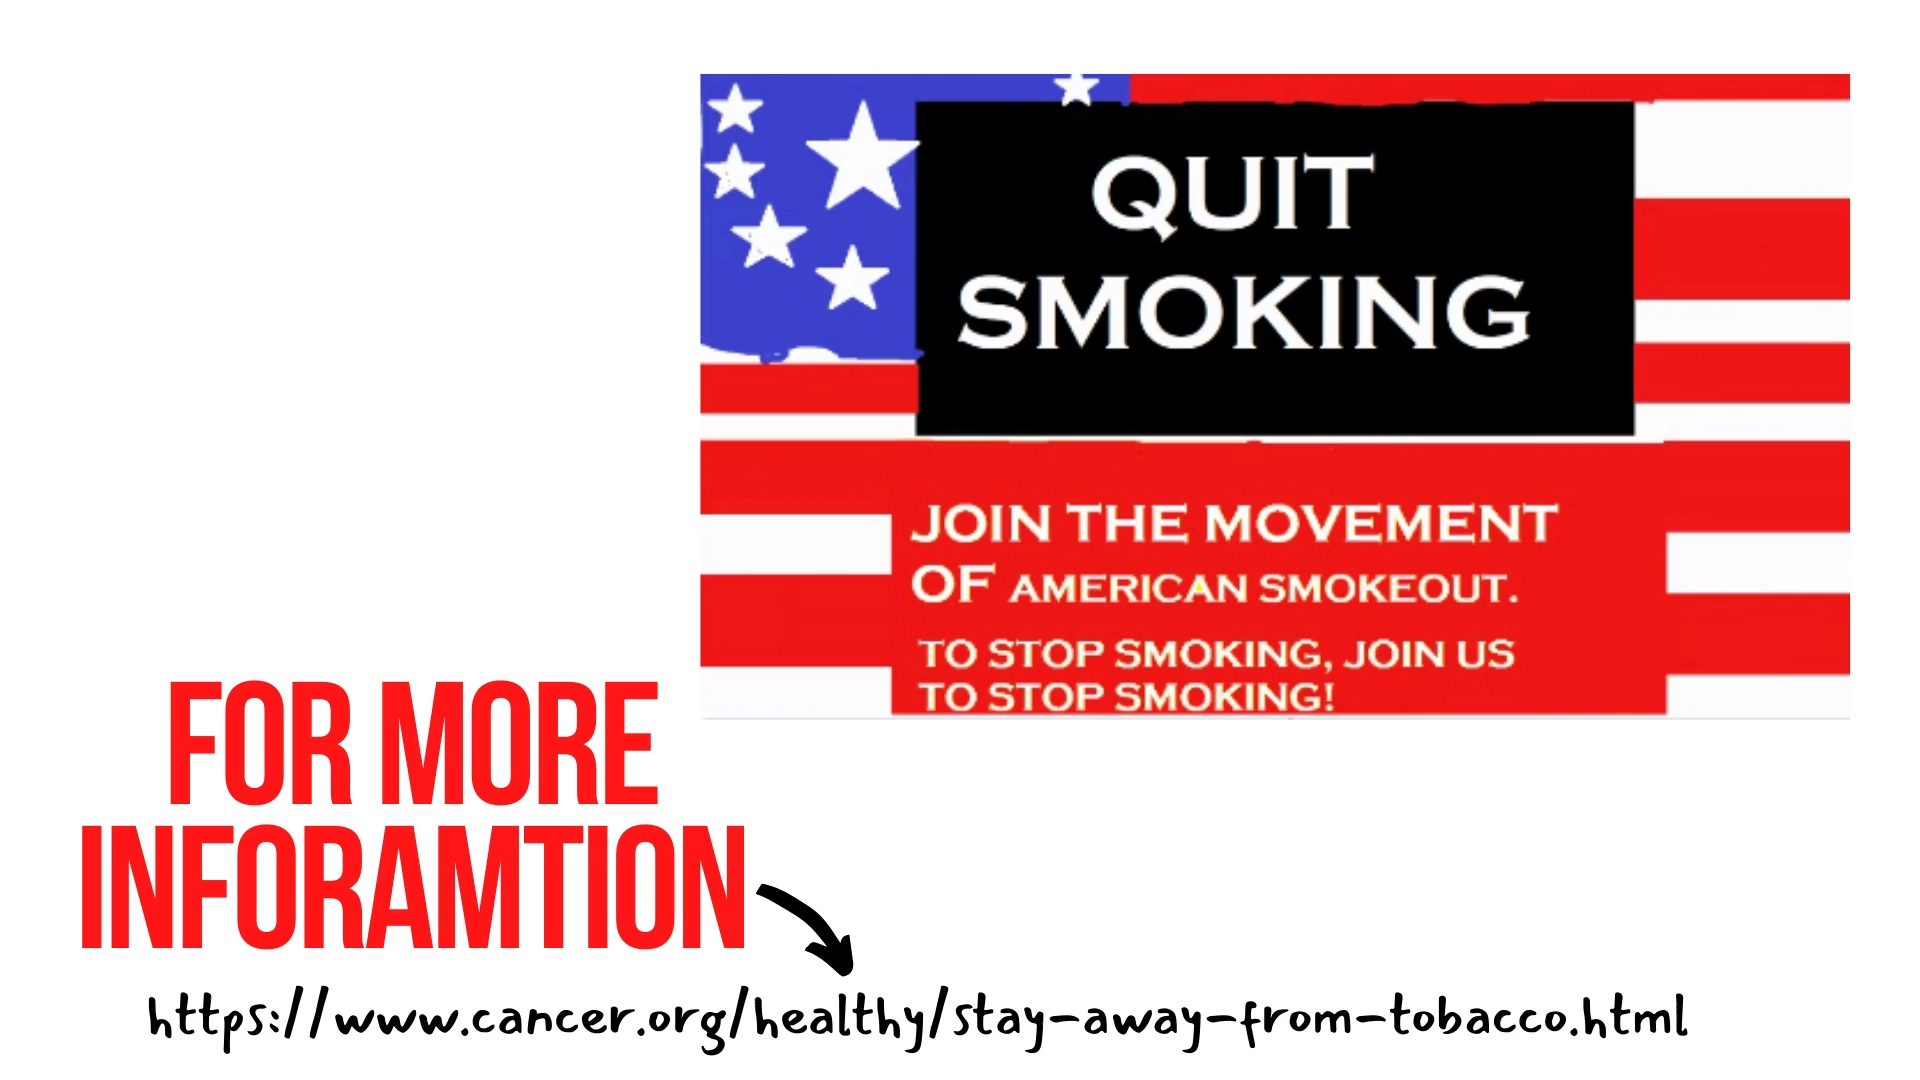 QUIT
SMOKING
JOIN THE MOVEMENT
OF AMERICAN SMOKEOUT.
TO STOP SMOKING, JOIN US
TO STOP SMOKING!
FOR MORE
INFORAMTION
https://www.cancer.org/healthy/stay-away-from-tobacco.html